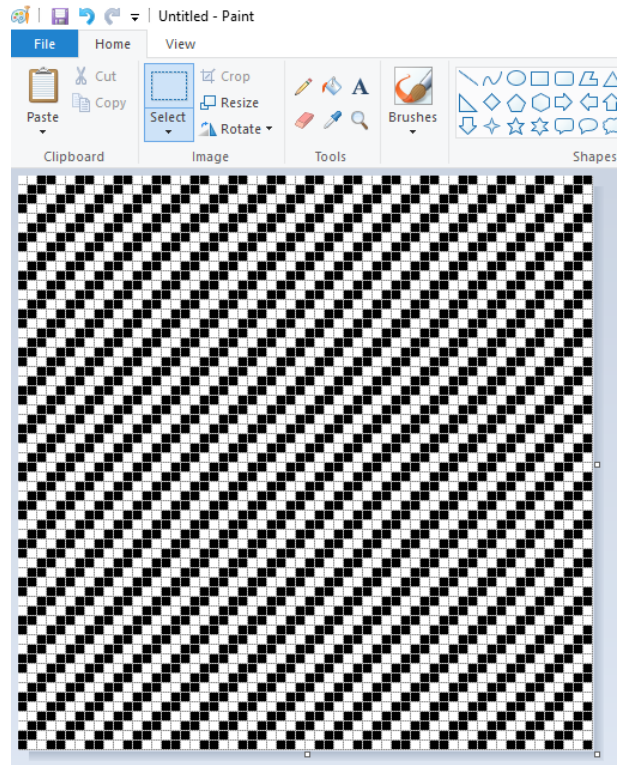 Untitled - Paint
File Home View
Cut
Copy
Paste
Clipboard
Select
Crop
Resize
Rotate
Image
A
Tools
Brushes
Shapes